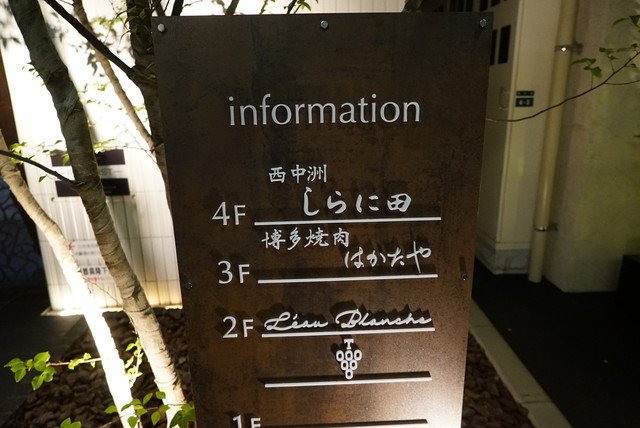 information
西中洲
4F しらに田
博多焼肉
3F はかたや
2F Léau Blanche
T
1F